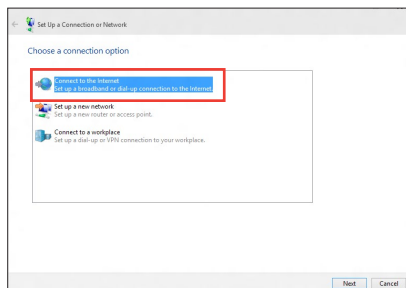 Set Up a Connection or Network
Choose a connection option
Connect to the Internet
Set up a broadband or dial-up connection to the Internet.
Set up a new network
Set up a new router or access point.
Connect to a workplace
Set up a dial-up or VPN connection to your workplace.
Next Cancel